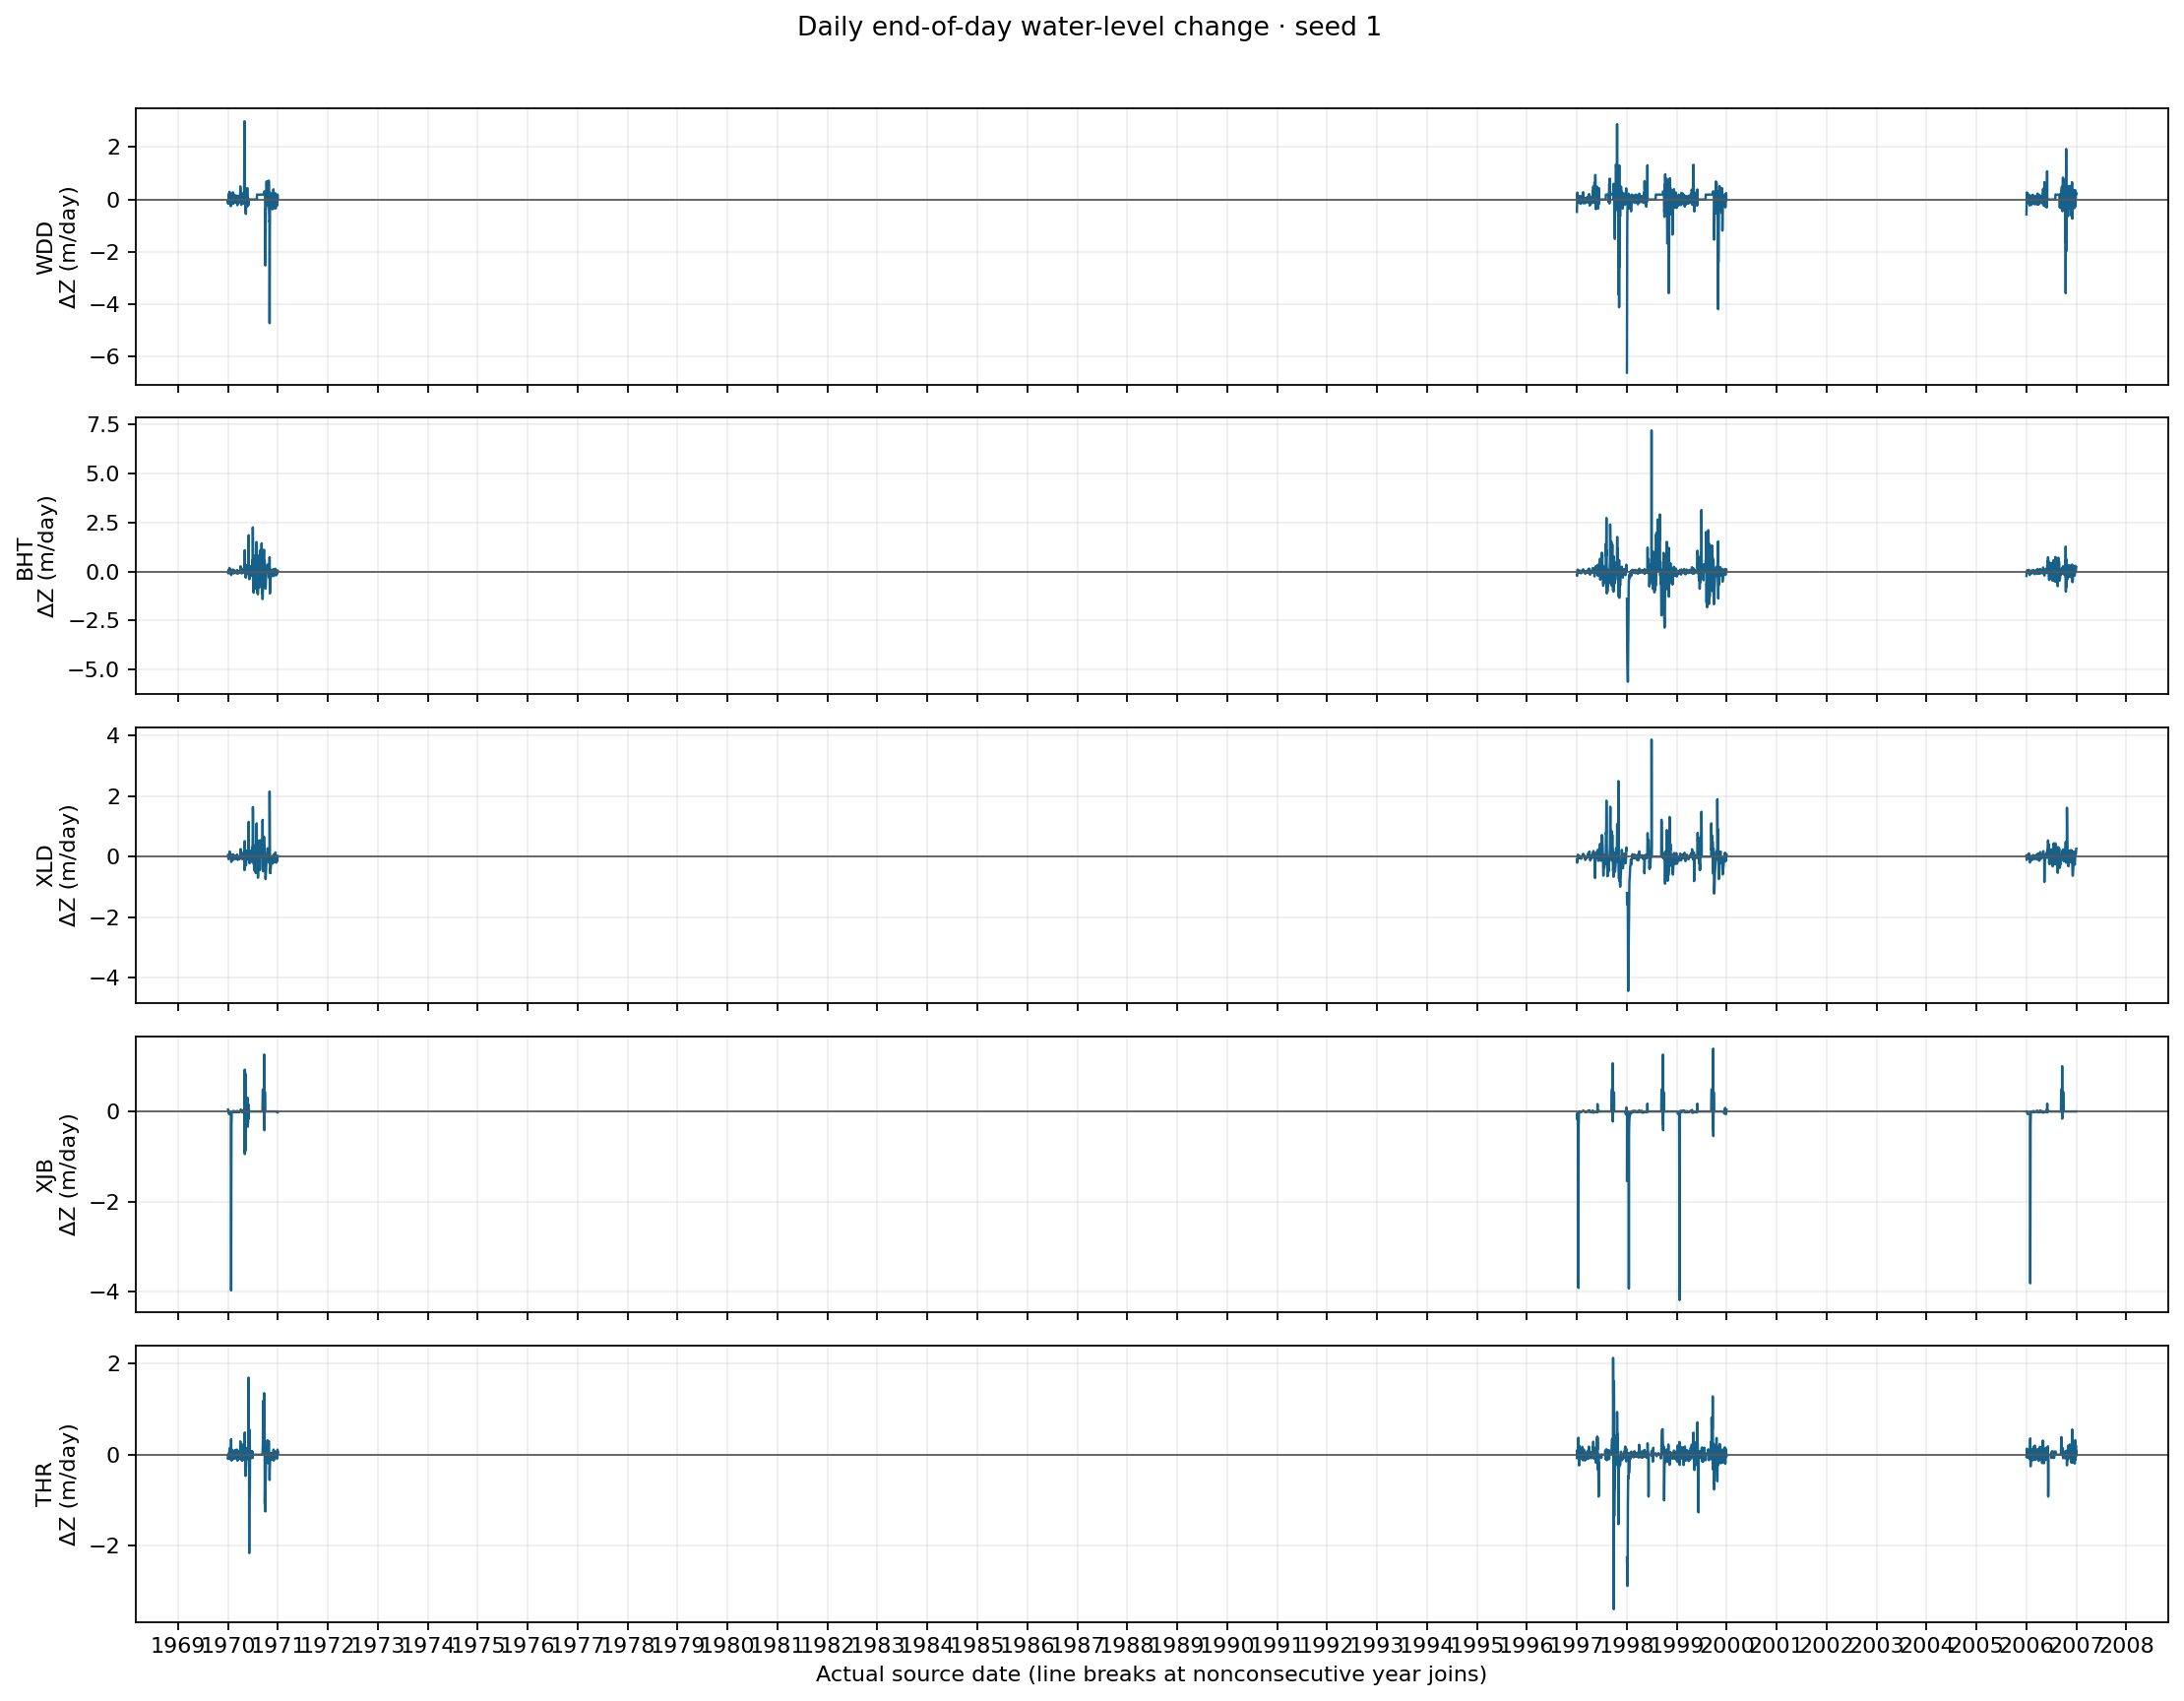 Daily end-of-day water-level change · seed 1
WDD
ΔZ (m/day)
2
0
−2
−4
−6
BHT
ΔZ (m/day)
7.5
5.0
2.5
0.0
−2.5
−5.0
XLD
ΔZ (m/day)
4
2
0
−2
−4
XJB
ΔZ (m/day)
0
−2
−4
THR
ΔZ (m/day)
2
0
−2
1969 1970 1971 1972 1973 1974 1975 1976 1977 1978 1979 1980 1981 1982 1983 1984 1985 1986 1987 1988 1989 1990 1991 1992 1993 1994 1995 1996 1997 1998 1999 2000 2001 2002 2003 2004 2005 2006 2007 2008
Actual source date (line breaks at nonconsecutive year joins)